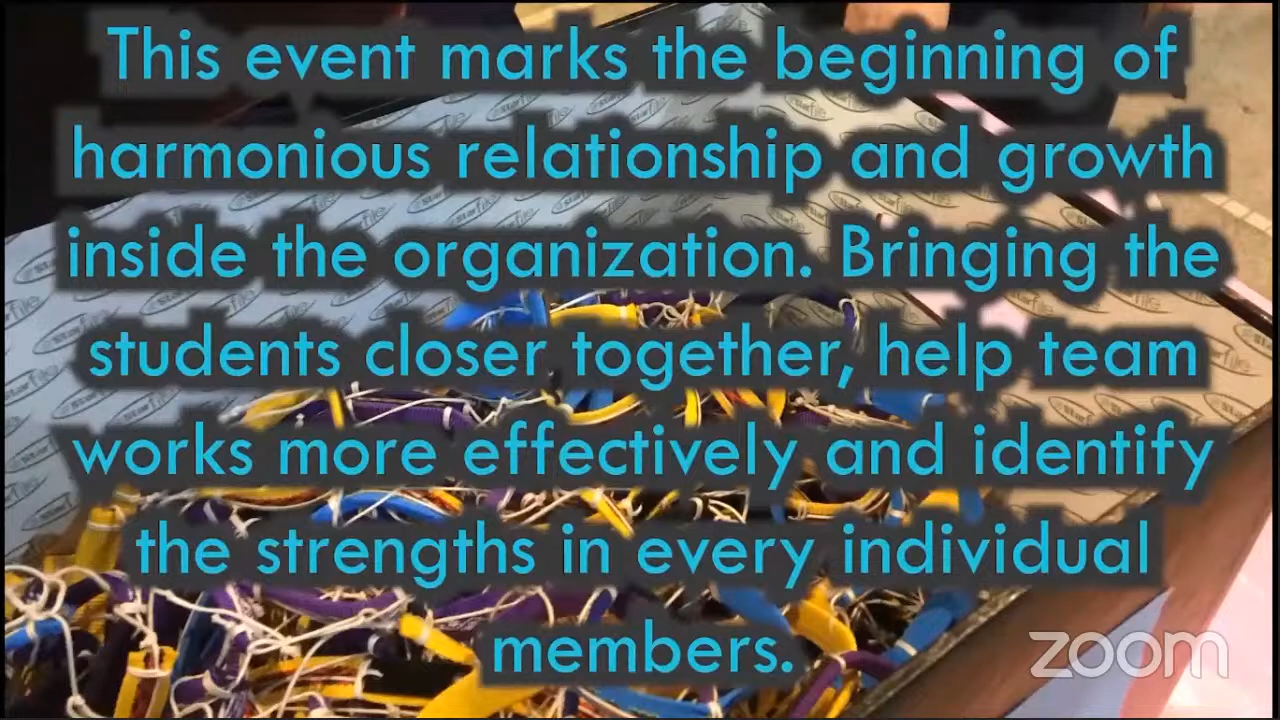 This event marks the beginning of
harmonious relationship and growth
inside the organization. Bringing the
students closer together, help team
works more effectively and identify
the strengths in every individual
members.
zoom